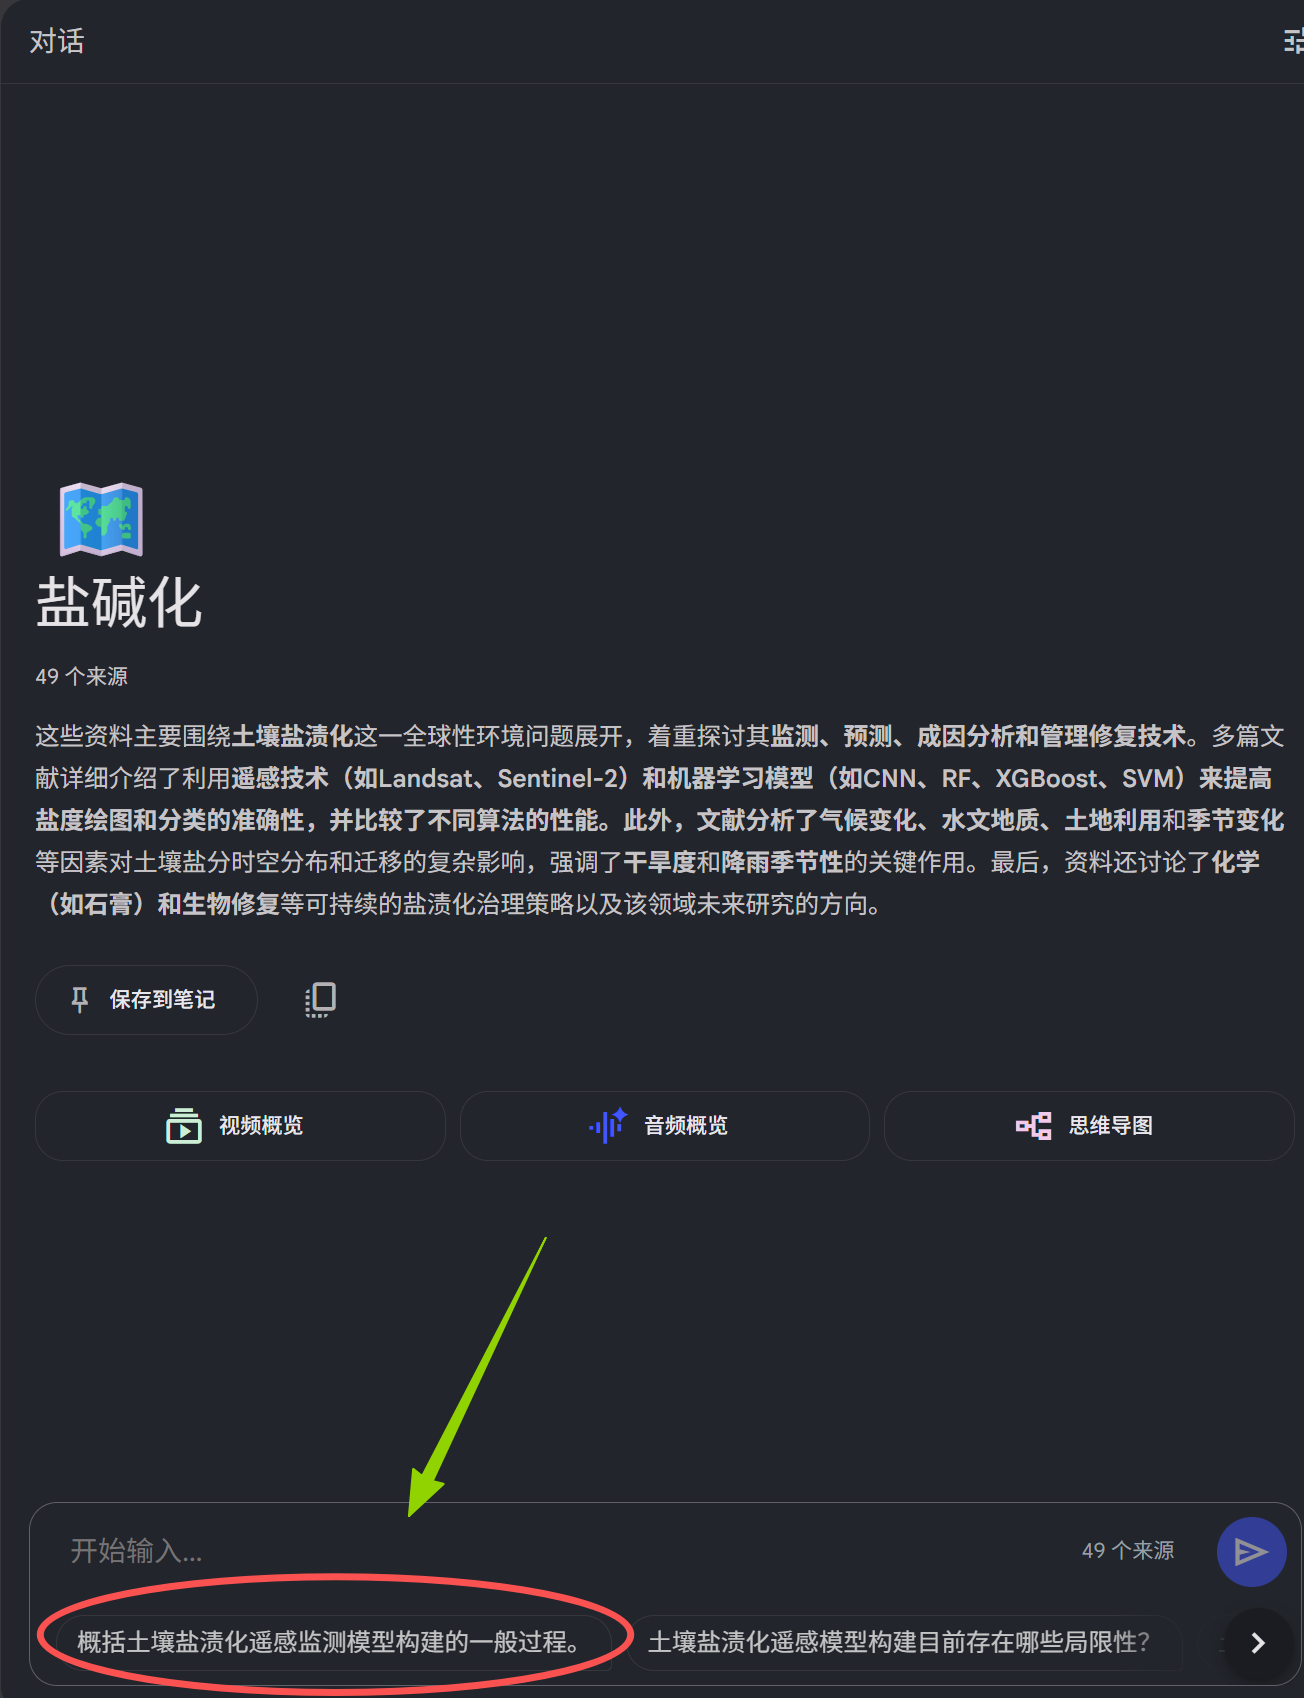 对话
盐碱化
49 个来源
这些资料主要围绕土壤盐渍化这一全球性环境问题展开，着重探讨其监测、预测、成因分析和管理修复技术。多篇文
献详细介绍了利用遥感技术（如Landsat、Sentinel-2）和机器学习模型（如CNN、RF、XGBoost、SVM）来提高
盐度绘图和分类的准确性，并比较了不同算法的性能。此外，文献分析了气候变化、水文地质、土地利用和季节变化
等因素对土壤盐分时空分布和迁移的复杂影响，强调了干旱度和降雨季节性的关键作用。最后，资料还讨论了化学
（如石膏）和生物修复等可持续的盐渍化治理策略以及该领域未来研究的方向。
保存到笔记
视频概览
音频概览
思维导图
开始输入...
49 个来源
概括土壤盐渍化遥感监测模型构建的一般过程。
土壤盐渍化遥感模型构建目前存在哪些局限性？